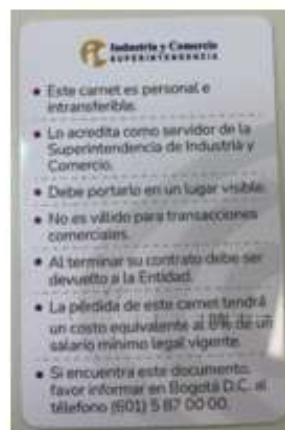 Industria y Comercio
SUPERINTENDENCIA
• Este carnet es personal e
intransferible.
• Lo acredita como servidor de la
Superintendencia de Industria y
Comercio.
• Debe portarlo en un lugar visible.
• No es válido para transacciones
comerciales.
• Al terminar su contrato debe ser
devuelto a la Entidad.
• La pérdida de este carnet tendrá
un costo equivalente al de un
salario mínimo legal vigente.
• Si encuentra este documento,
favor informar en Bogotá D.C. al
teléfono (601) 5 87 00 00.